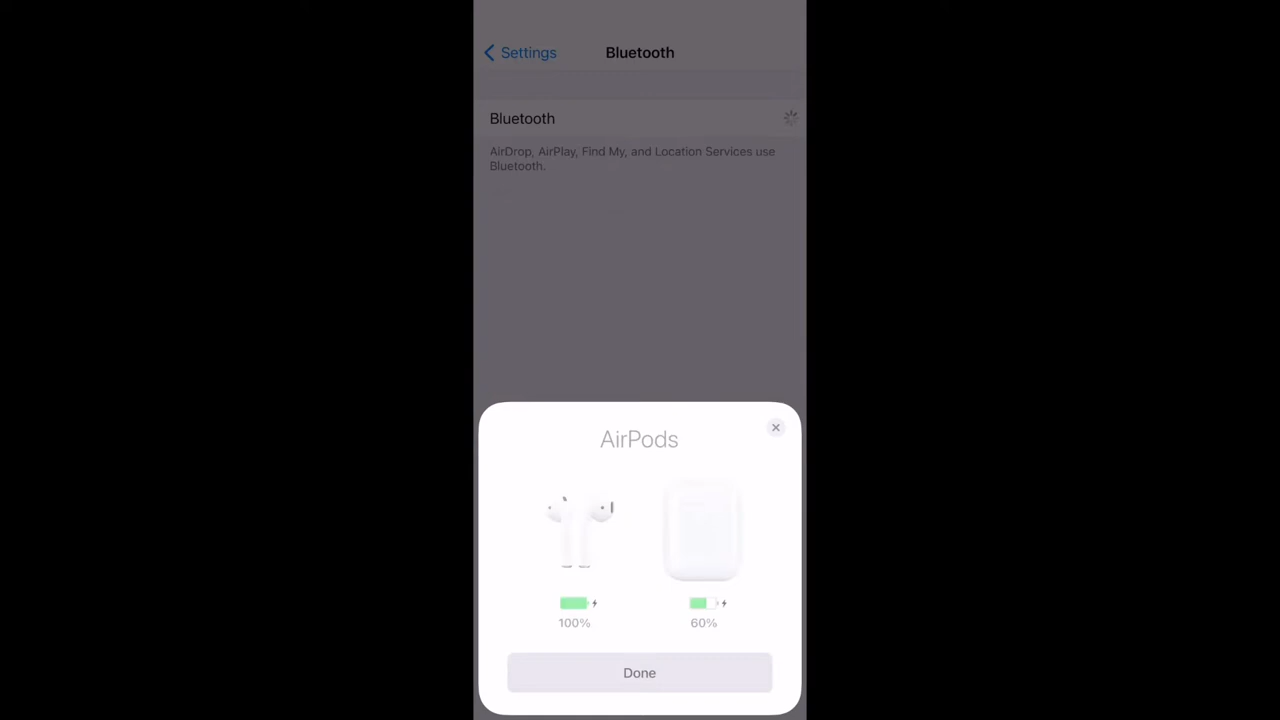 Settings
Bluetooth
Bluetooth
AirDrop, AirPlay, Find My, and Location Services use
Bluetooth.
AirPods
100%
60%
Done